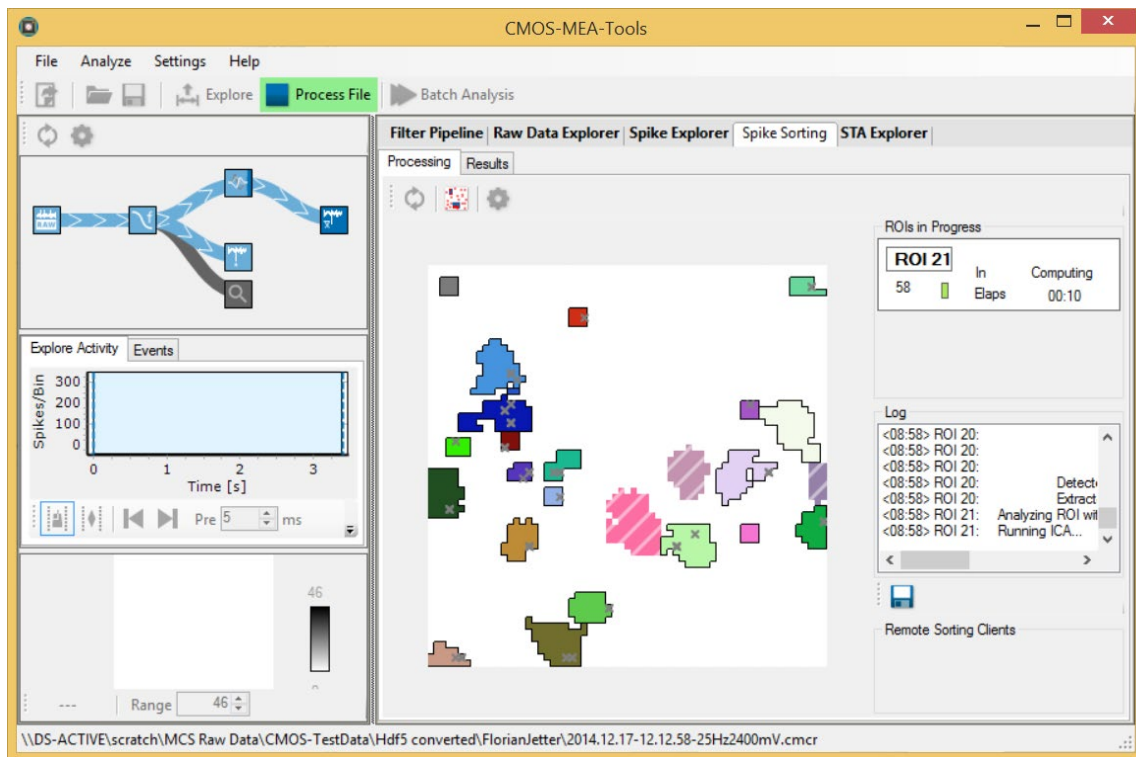 CMOS-MEA-Tools
File Analyze Settings Help
Explore Process File Batch Analysis
Filter Pipeline Raw Data Explorer Spike Explorer Spike Sorting STA Explorer
Processing Results
RAW
Explore Activity Events
Spikes/Bin
300
200
100
0
0 1 2 3
Time [s]
Pre 5 ms
46
--- Range 46
ROIs in Progress
ROI 21
58 In Computing
Elaps 00:10
Log
<08:58> ROI 20:
<08:58> ROI 20:
<08:58> ROI 20:
<08:58> ROI 20: Detect
<08:58> ROI 20: Extract
<08:58> ROI 21: Analyzing ROI wit
<08:58> ROI 21: Running ICA...
Remote Sorting Clients
\\DS-ACTIVE\scratch\MCS Raw Data\CMOS-TestData\Hdf5 converted\FlorianJetter\2014.12.17-12.12.58-25Hz2400mV.cmcr